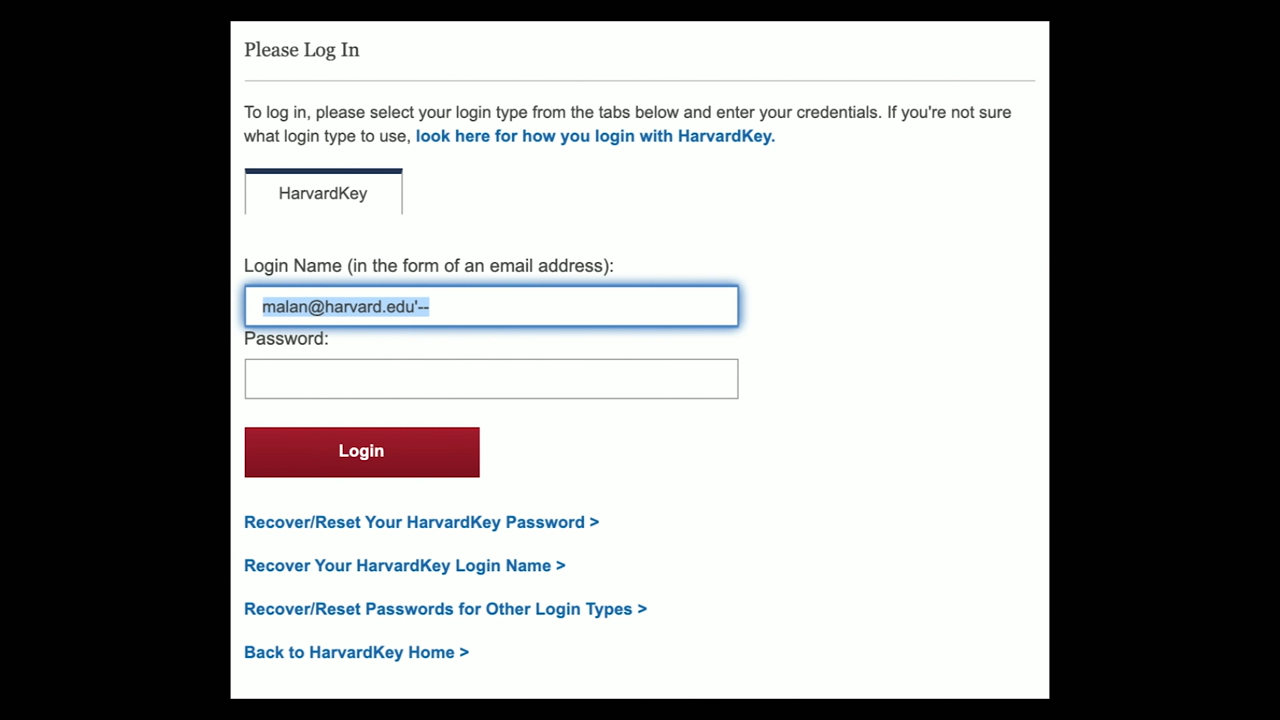 Please Log In
To log in, please select your login type from the tabs below and enter your credentials. If you're not sure
what login type to use, look here for how you login with HarvardKey.
HarvardKey
Login Name (in the form of an email address):
malan@harvard.edu'--
Password:
Login
Recover/Reset Your HarvardKey Password >
Recover Your HarvardKey Login Name >
Recover/Reset Passwords for Other Login Types >
Back to HarvardKey Home >